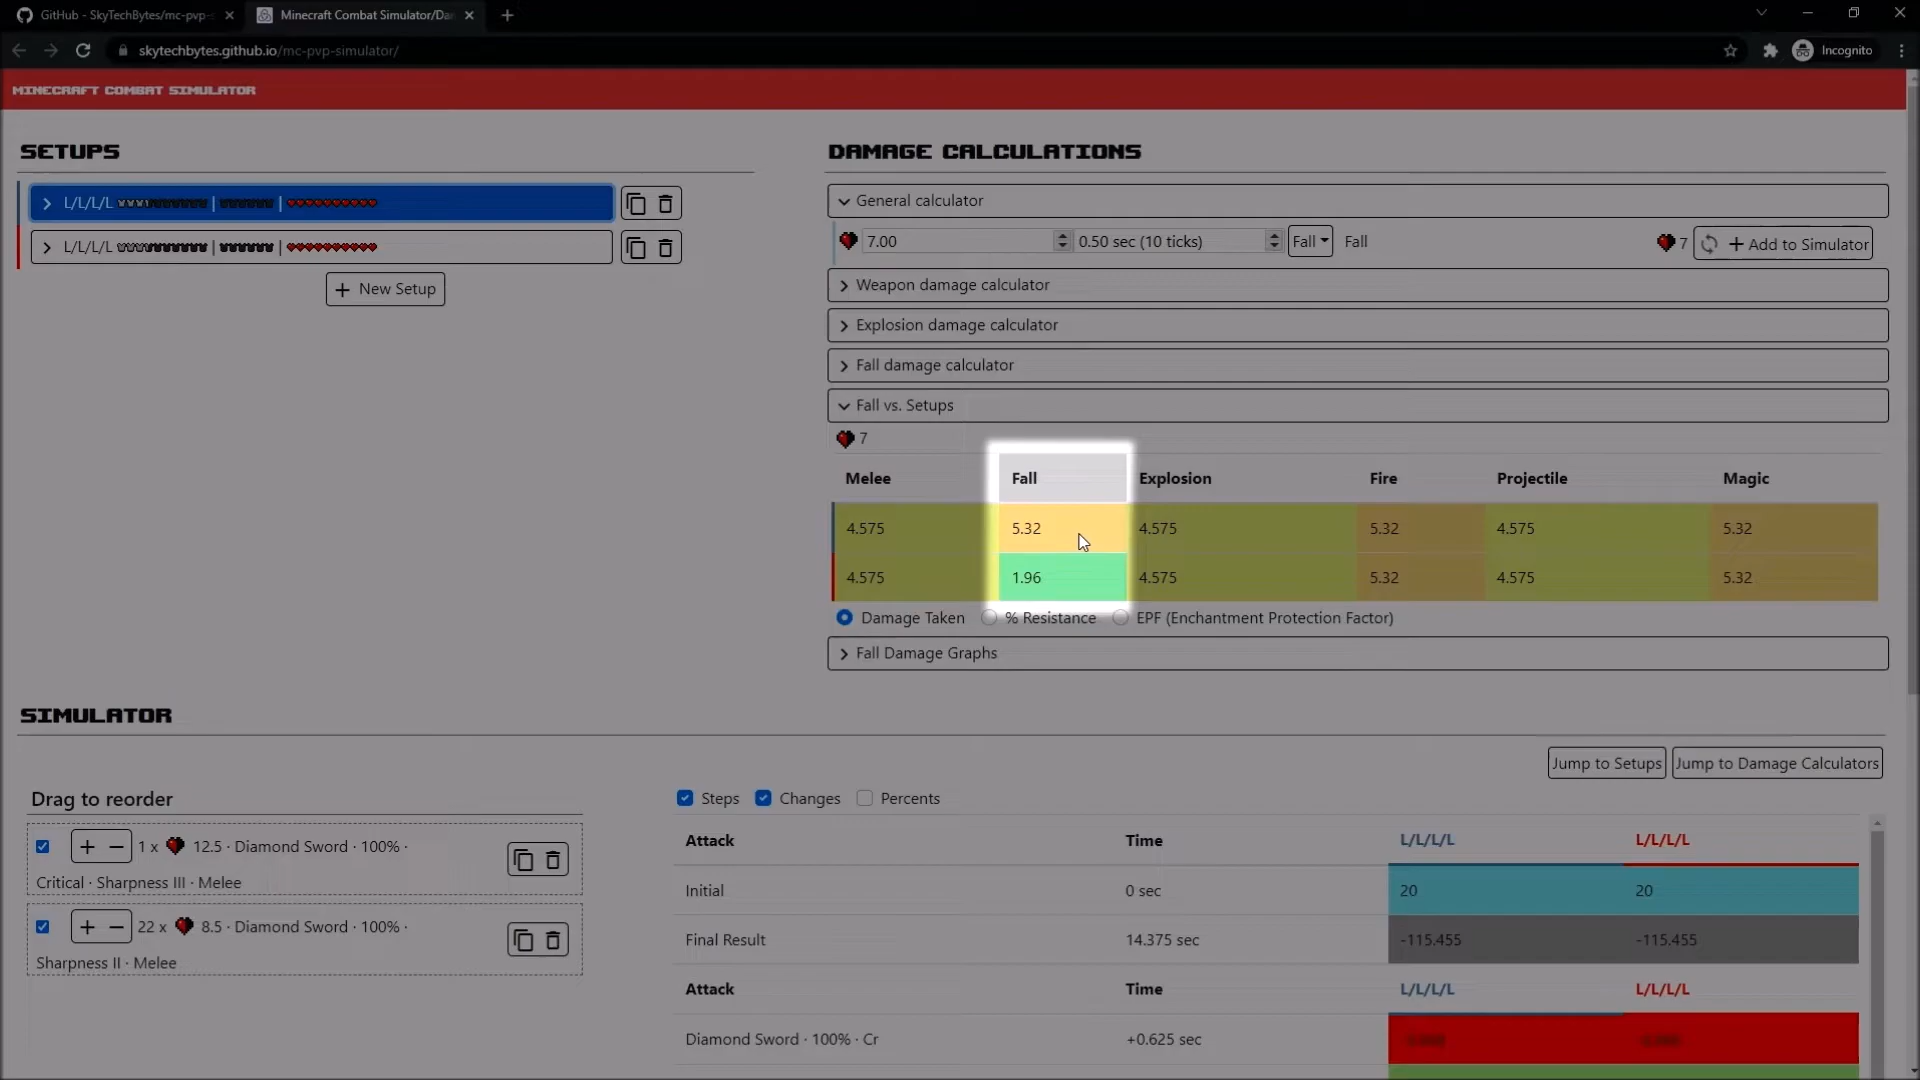 GitHub - SkyTechBytes/mc-pvp-s
Minecraft Combat Simulator/Da
skytechbytes.github.io/mc-pvp-simulator/
Incognito
MINECRAFT COMBAT SIMULATOR
SETUPS
L/L/L/L | |
L/L/L/L | |
+ New Setup
DAMAGE CALCULATIONS
General calculator
7.00 0.50 sec (10 ticks) Fall Fall 7 + Add to Simulator
Weapon damage calculator
Explosion damage calculator
Fall damage calculator
Fall vs. Setups
7
Melee Fall Explosion Fire Projectile Magic
4.575 5.32 4.575 5.32 4.575 5.32
4.575 1.96 4.575 5.32 4.575 5.32
Damage Taken % Resistance EPF (Enchantment Protection Factor)
Fall Damage Graphs
SIMULATOR
Jump to Setups Jump to Damage Calculators
Drag to reorder
+ − 1 x 12.5 · Diamond Sword · 100% ·
Critical · Sharpness III · Melee
+ − 22 x 8.5 · Diamond Sword · 100% ·
Sharpness II · Melee
Steps Changes Percents
Attack Time L/L/L/L L/L/L/L
Initial 0 sec 20 20
Final Result 14.375 sec -115.455 -115.455
Attack Time L/L/L/L L/L/L/L
Diamond Sword · 100% · Cr +0.625 sec